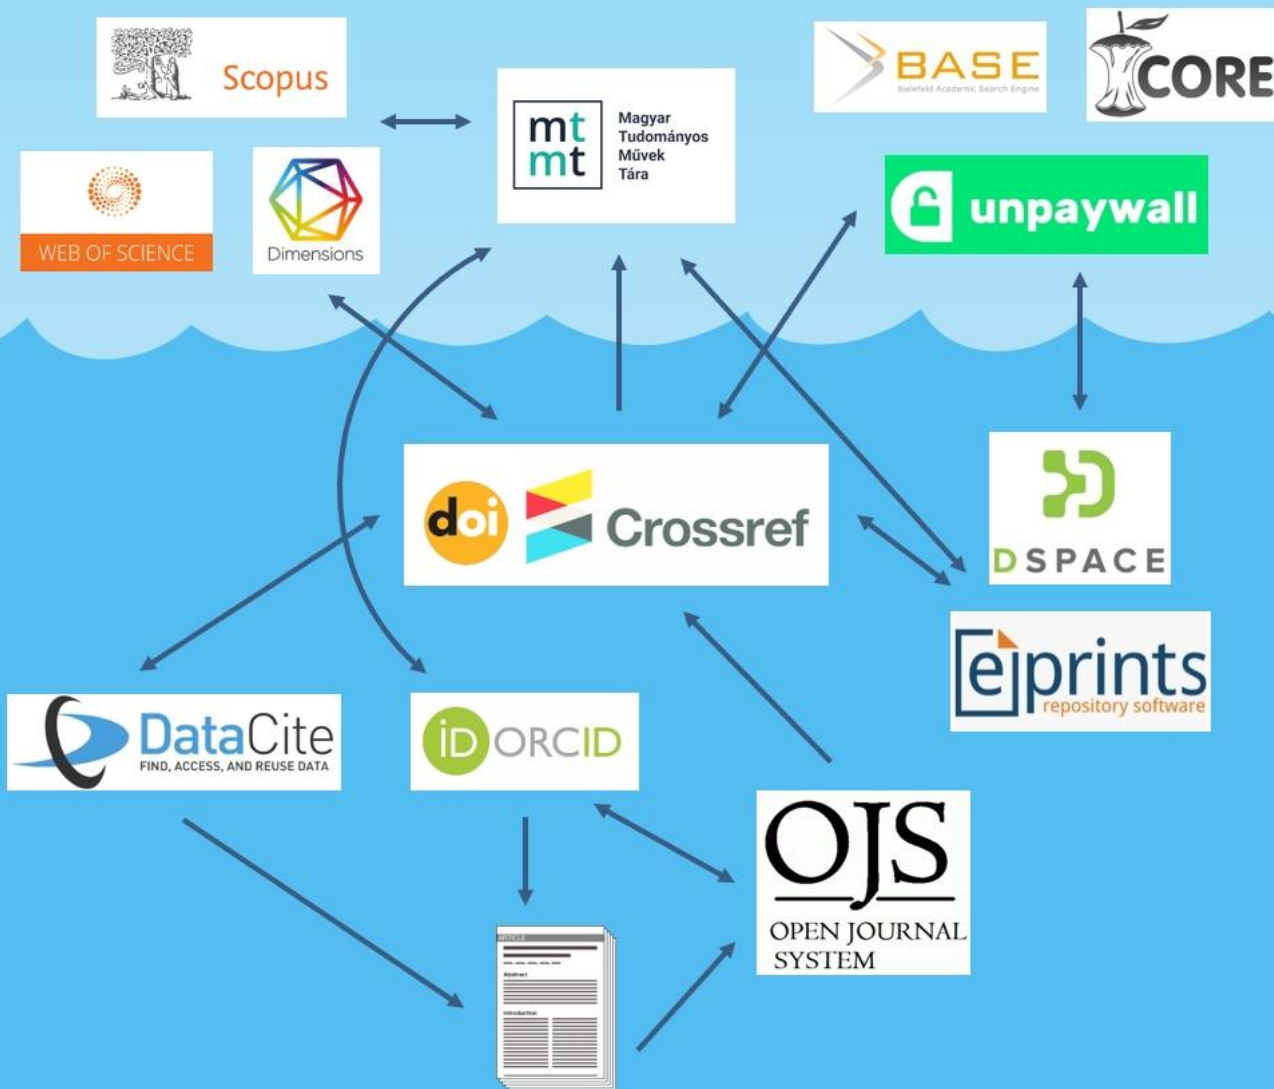 Scopus
BASE
Bielefeld Academic Search Engine
CORE
mt
mt
Magyar
Tudományos
Művek
Tára
unpaywall
WEB OF SCIENCE
Dimensions
doi
Crossref
DSPACE
eprints
repository software
DataCite
FIND, ACCESS, AND REUSE DATA
iD ORCID
OJS
OPEN JOURNAL
SYSTEM
ARTICLE
Abstract
Introduction